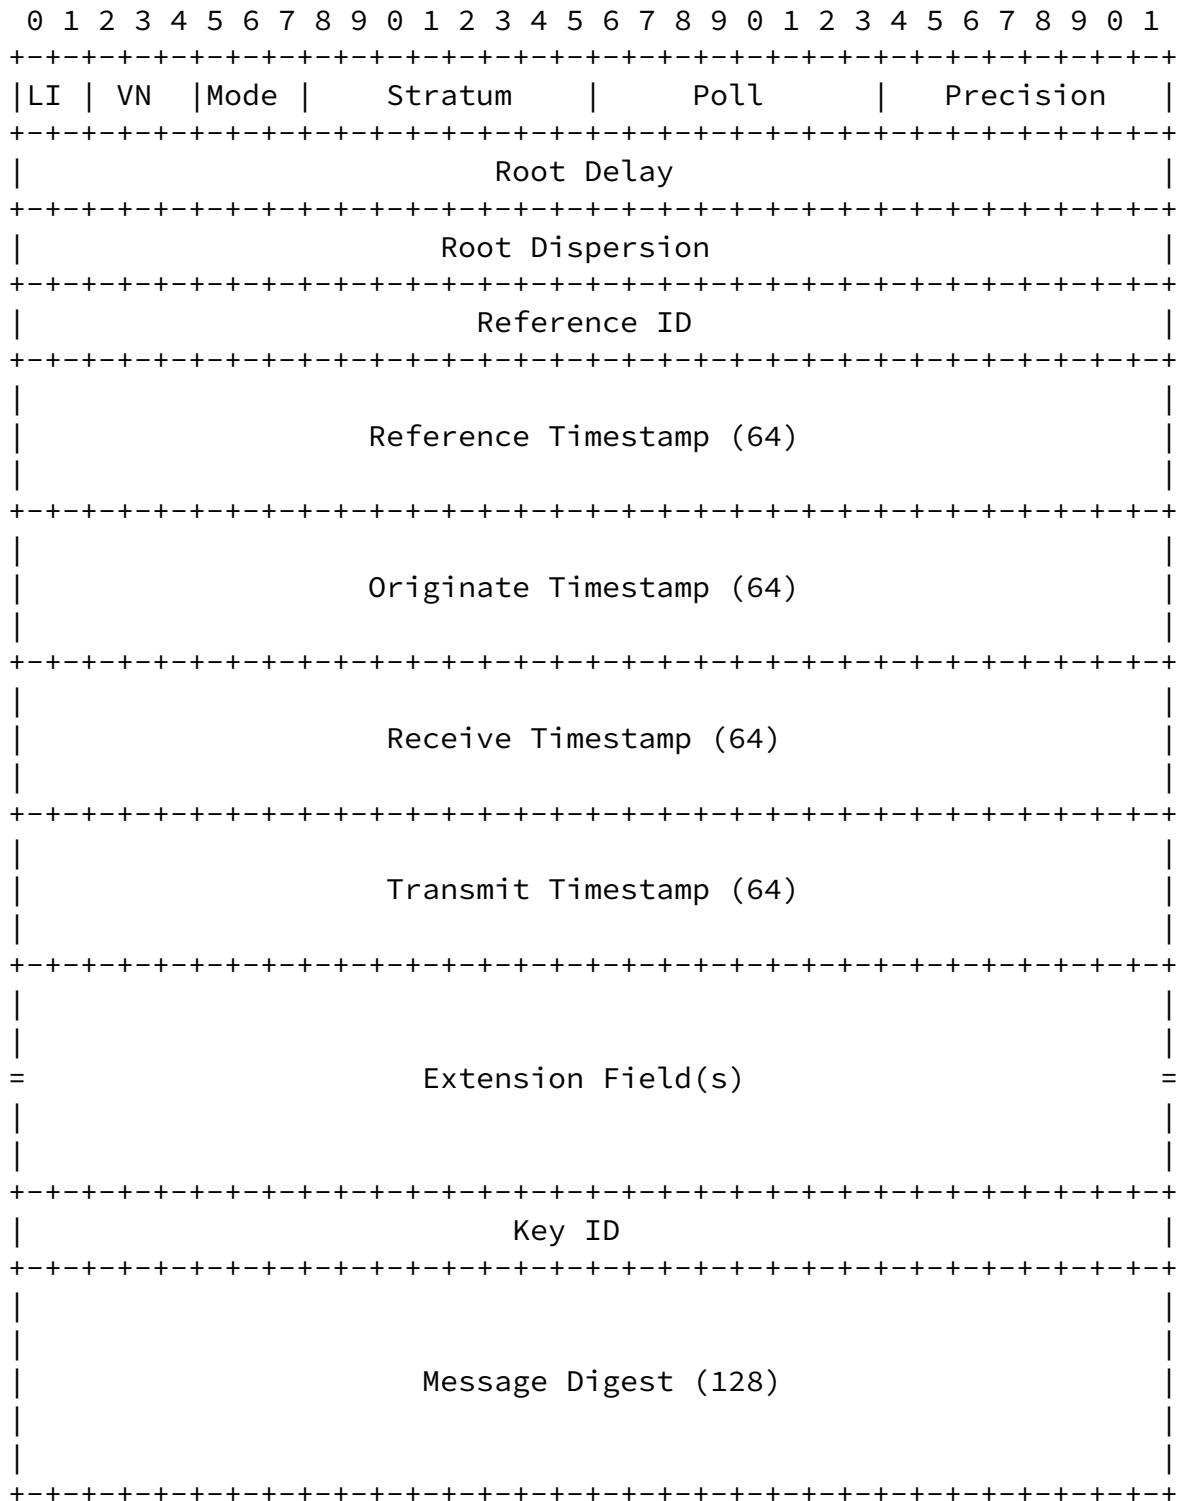 0 1 2 3 4 5 6 7 8 9 0 1 2 3 4 5 6 7 8 9 0 1 2 3 4 5 6 7 8 9 0 1
+-+-+-+-+-+-+-+-+-+-+-+-+-+-+-+-+-+-+-+-+-+-+-+-+-+-+-+-+-+-+-+-+
|LI | VN  |Mode |    Stratum    |     Poll      |   Precision   |
+-+-+-+-+-+-+-+-+-+-+-+-+-+-+-+-+-+-+-+-+-+-+-+-+-+-+-+-+-+-+-+-+
|                          Root Delay                           |
+-+-+-+-+-+-+-+-+-+-+-+-+-+-+-+-+-+-+-+-+-+-+-+-+-+-+-+-+-+-+-+-+
|                       Root Dispersion                         |
+-+-+-+-+-+-+-+-+-+-+-+-+-+-+-+-+-+-+-+-+-+-+-+-+-+-+-+-+-+-+-+-+
|                         Reference ID                          |
+-+-+-+-+-+-+-+-+-+-+-+-+-+-+-+-+-+-+-+-+-+-+-+-+-+-+-+-+-+-+-+-+
|                                                               |
|                   Reference Timestamp (64)                    |
|                                                               |
+-+-+-+-+-+-+-+-+-+-+-+-+-+-+-+-+-+-+-+-+-+-+-+-+-+-+-+-+-+-+-+-+
|                                                               |
|                   Originate Timestamp (64)                    |
|                                                               |
+-+-+-+-+-+-+-+-+-+-+-+-+-+-+-+-+-+-+-+-+-+-+-+-+-+-+-+-+-+-+-+-+
|                                                               |
|                    Receive Timestamp (64)                     |
|                                                               |
+-+-+-+-+-+-+-+-+-+-+-+-+-+-+-+-+-+-+-+-+-+-+-+-+-+-+-+-+-+-+-+-+
|                                                               |
|                    Transmit Timestamp (64)                    |
|                                                               |
+-+-+-+-+-+-+-+-+-+-+-+-+-+-+-+-+-+-+-+-+-+-+-+-+-+-+-+-+-+-+-+-+
|                                                               |
|                                                               |
=                      Extension Field(s)                       =
|                                                               |
|                                                               |
+-+-+-+-+-+-+-+-+-+-+-+-+-+-+-+-+-+-+-+-+-+-+-+-+-+-+-+-+-+-+-+-+
|                           Key ID                              |
+-+-+-+-+-+-+-+-+-+-+-+-+-+-+-+-+-+-+-+-+-+-+-+-+-+-+-+-+-+-+-+-+
|                                                               |
|                                                               |
|                      Message Digest (128)                     |
|                                                               |
|                                                               |
+-+-+-+-+-+-+-+-+-+-+-+-+-+-+-+-+-+-+-+-+-+-+-+-+-+-+-+-+-+-+-+-+